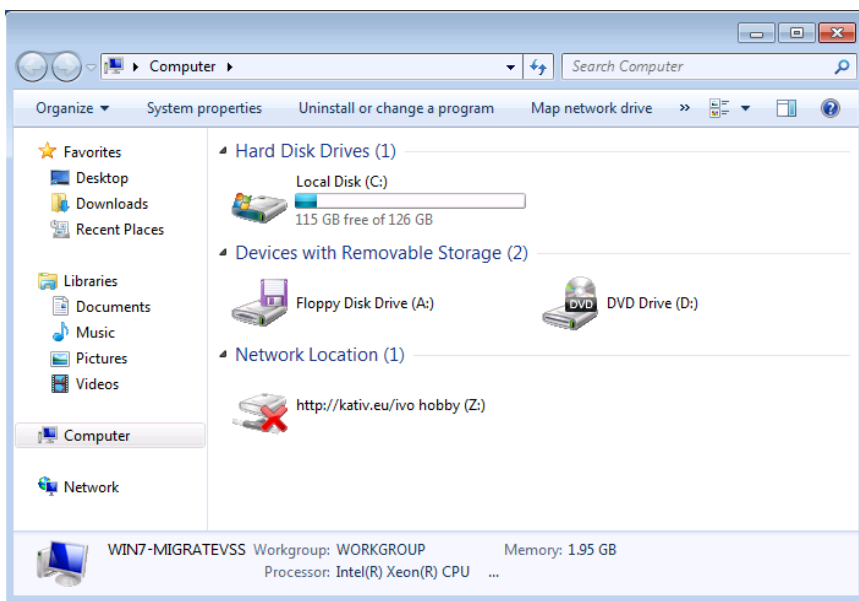 Computer
Search Computer
Organize System properties Uninstall or change a program Map network drive »
Favorites
Desktop
Downloads
Recent Places
Libraries
Documents
Music
Pictures
Videos
Computer
Network
Hard Disk Drives (1)
Local Disk (C:)
115 GB free of 126 GB
Devices with Removable Storage (2)
Floppy Disk Drive (A:)
DVD
DVD Drive (D:)
Network Location (1)
http://kativ.eu/ivo hobby (Z:)
WIN7-MIGRATEVSS Workgroup: WORKGROUP Memory: 1.95 GB
Processor: Intel(R) Xeon(R) CPU ...